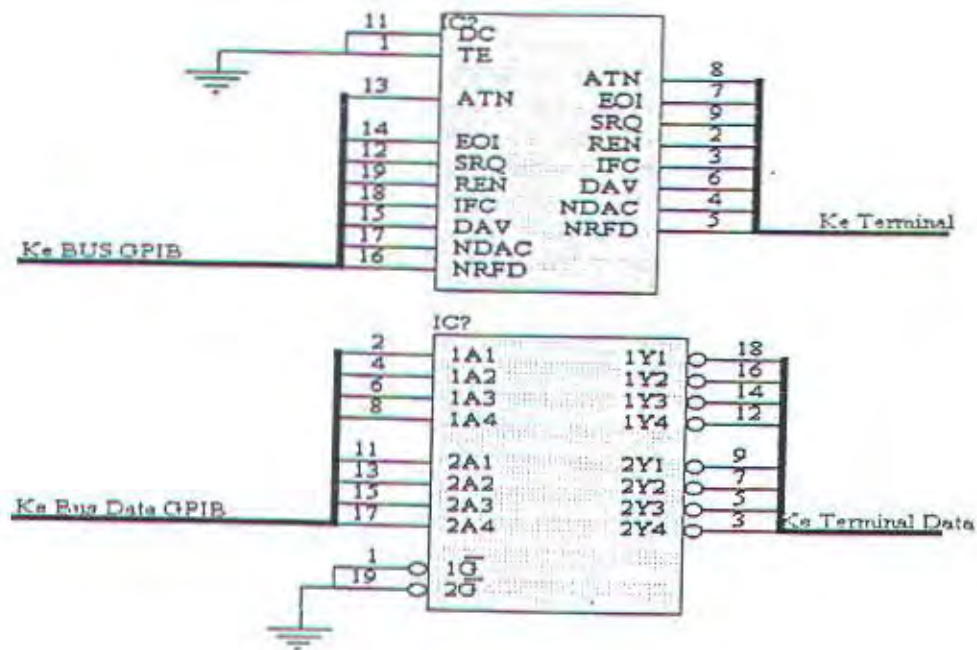 IC?
11 DC
1 TE
13 ATN
14 EOI
12 SRQ
19 REN
18 IFC
15 DAV
17 NDAC
16 NRFD
Ke BUS GPIB
ATN 8
EOI 7
SRQ 9
REN 2
IFC 3
DAV 6
NDAC 4
NRFD 5
Ke Terminal
IC?
2 1A1
4 1A2
6 1A3
8 1A4
11 2A1
13 2A2
15 2A3
17 2A4
Ke Bus Data GPIB
1 1G
19 2G
1Y1 18
1Y2 16
1Y3 14
1Y4 12
2Y1 9
2Y2 7
2Y3 5
2Y4 3
Ke Terminal Data